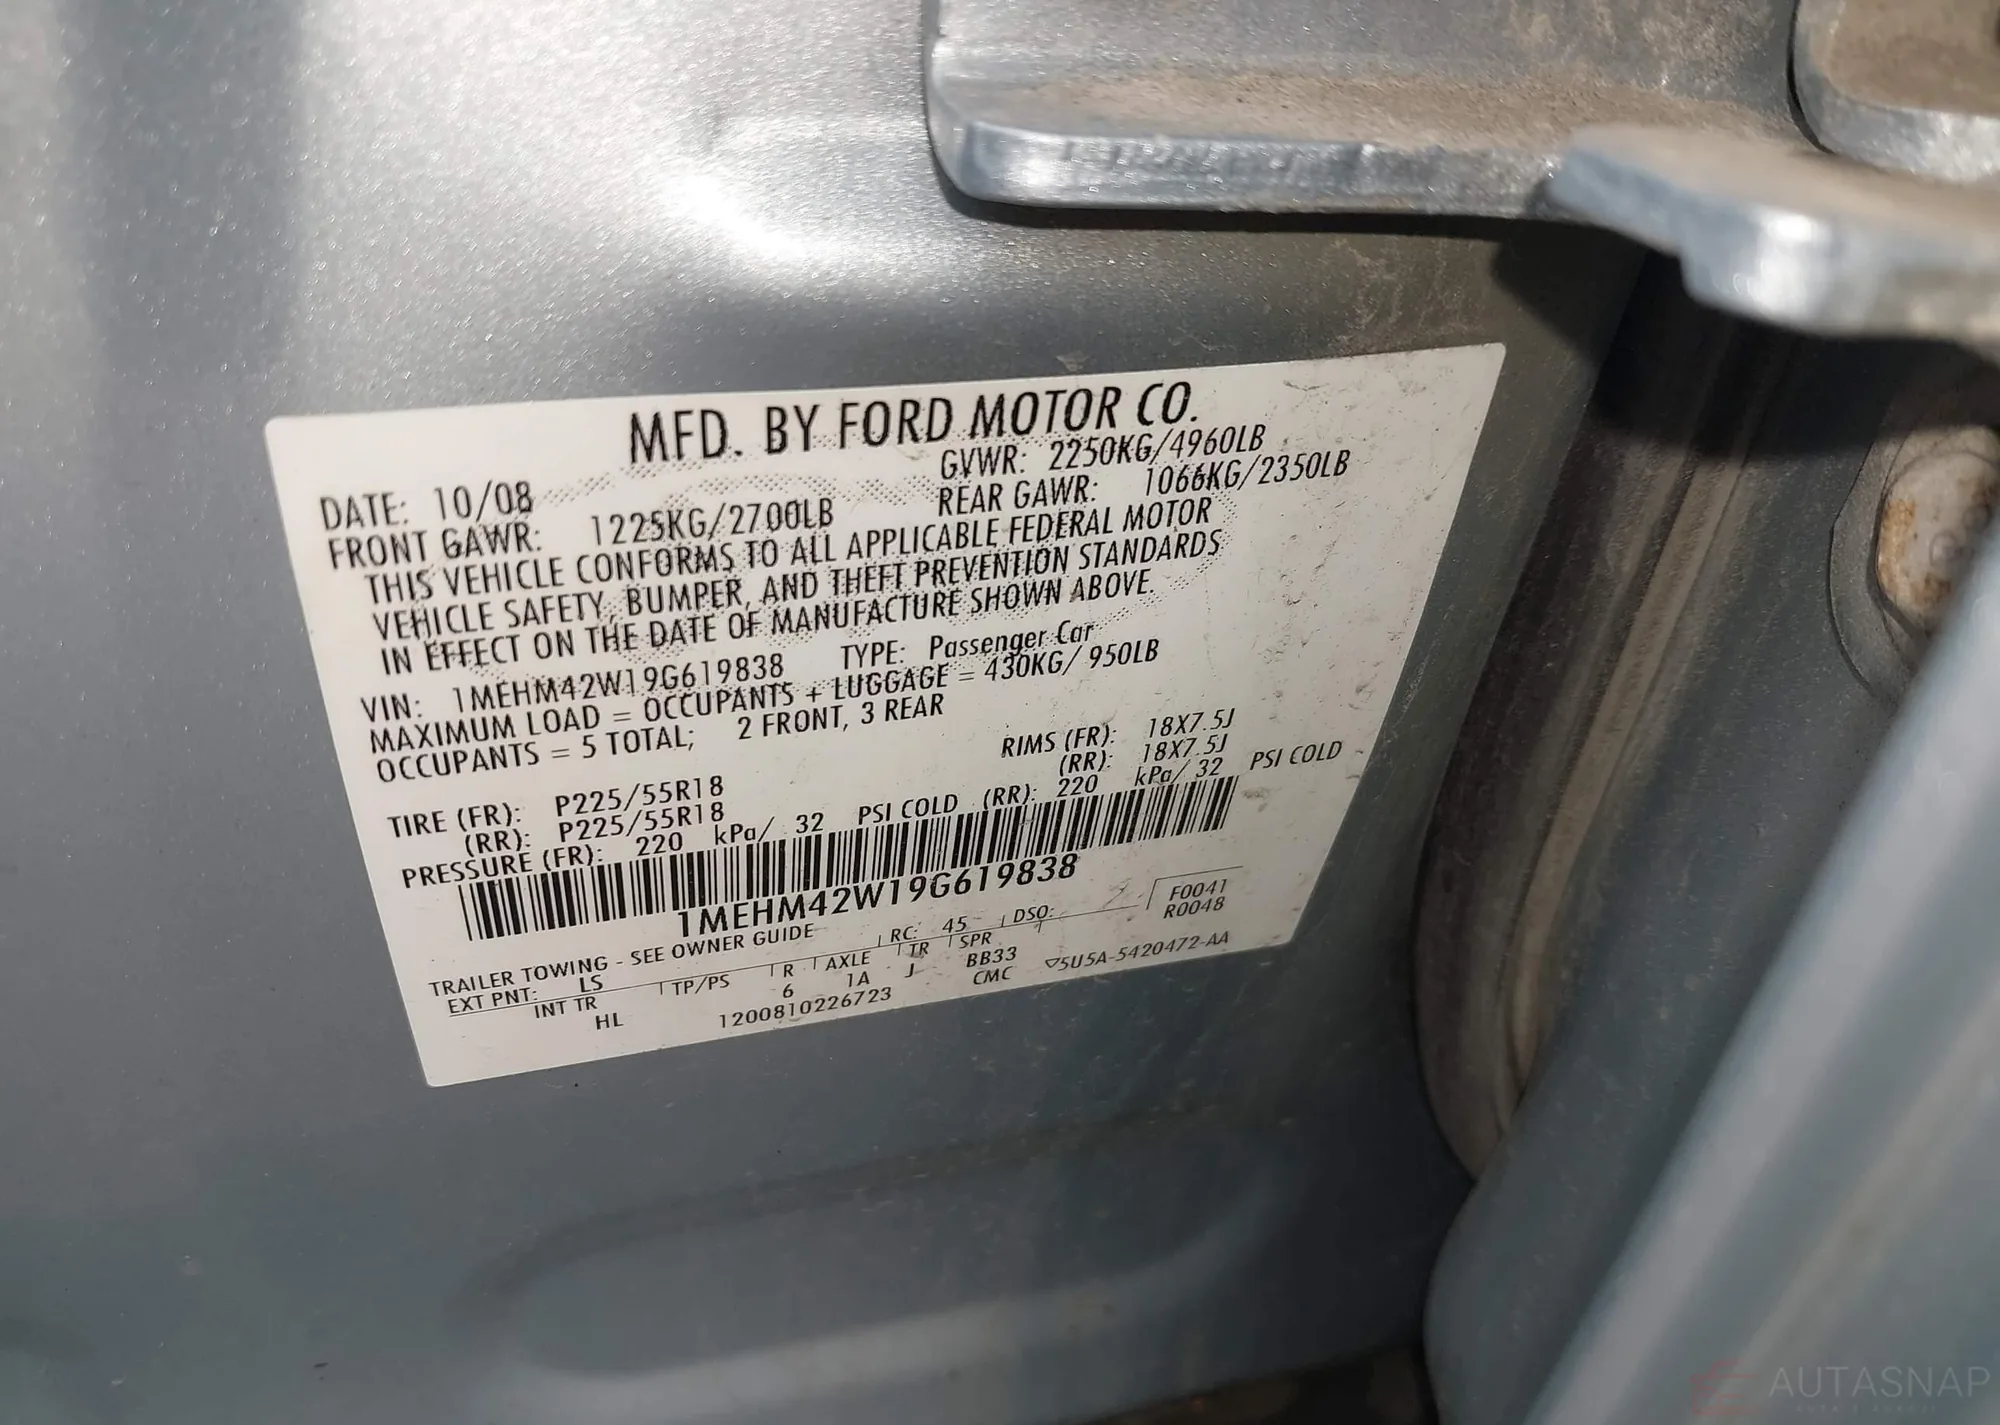 MFD. BY FORD MOTOR CO.
DATE: 10/08 GVWR: 2250KG/4960LB
FRONT GAWR: 1225KG/2700LB REAR GAWR: 1066KG/2350LB
THIS VEHICLE CONFORMS TO ALL APPLICABLE FEDERAL MOTOR
VEHICLE SAFETY, BUMPER, AND THEFT PREVENTION STANDARDS
IN EFFECT ON THE DATE OF MANUFACTURE SHOWN ABOVE.
VIN: 1MEHM42W19G619838 TYPE: Passenger Car
MAXIMUM LOAD = OCCUPANTS + LUGGAGE = 430KG/ 950LB
OCCUPANTS = 5 TOTAL; 2 FRONT, 3 REAR
TIRE (FR): P225/55R18 RIMS (FR): 18X7.5J
(RR): P225/55R18 (RR): 18X7.5J
PRESSURE (FR): 220 kPa/ 32 PSI COLD (RR): 220 kPa/ 32 PSI COLD
1MEHM42W19G619838
F0041
TRAILER TOWING - SEE OWNER GUIDE RC: 45 DSO: R0048
EXT PNT: LS
INT TR TP/PS R AXLE TR SPR
HL 6 1A J BB33
1200810226723 CMC 5U5A-5420472-AA
AUTASNAP